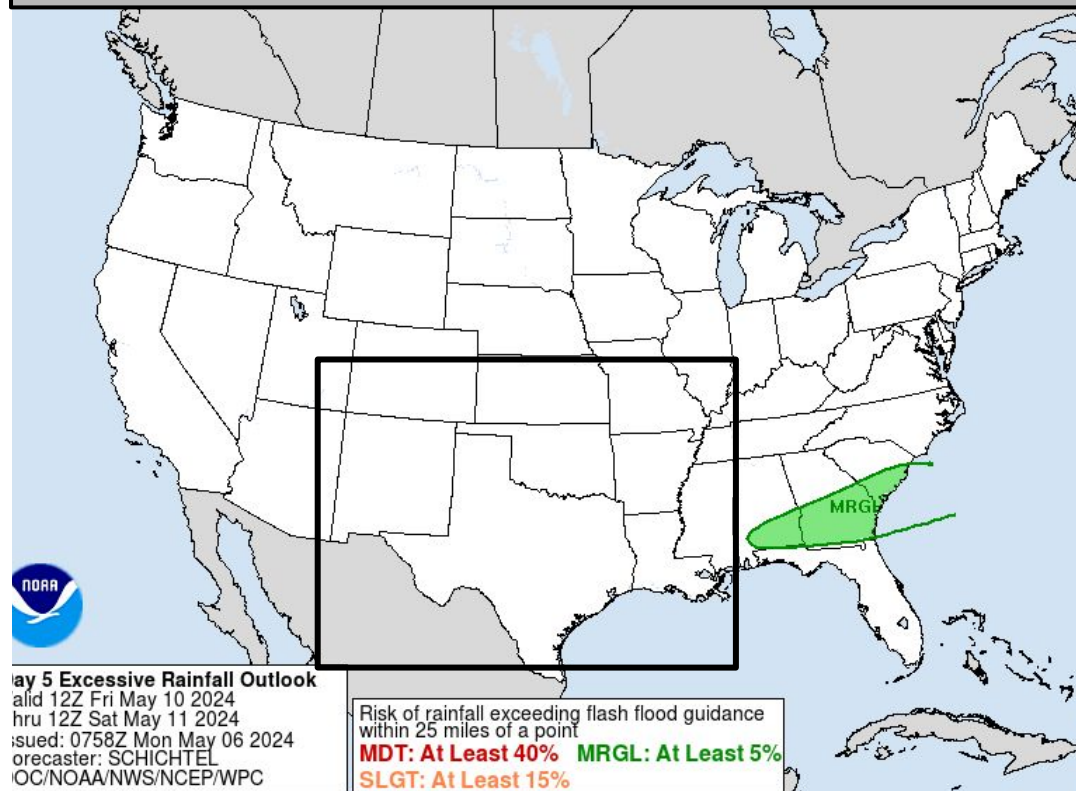 MRGL
NOAA
ay 5 Excessive Rainfall Outlook
alid 12Z Fri May 10 2024
hru 12Z Sat May 11 2024
ssued: 0758Z Mon May 06 2024
orecaster: SCHICHTEL
OC/NOAA/NWS/NCEP/WPC
Risk of rainfall exceeding flash flood guidance
within 25 miles of a point
MDT: At Least 40% MRGL: At Least 5%
SLGT: At Least 15%